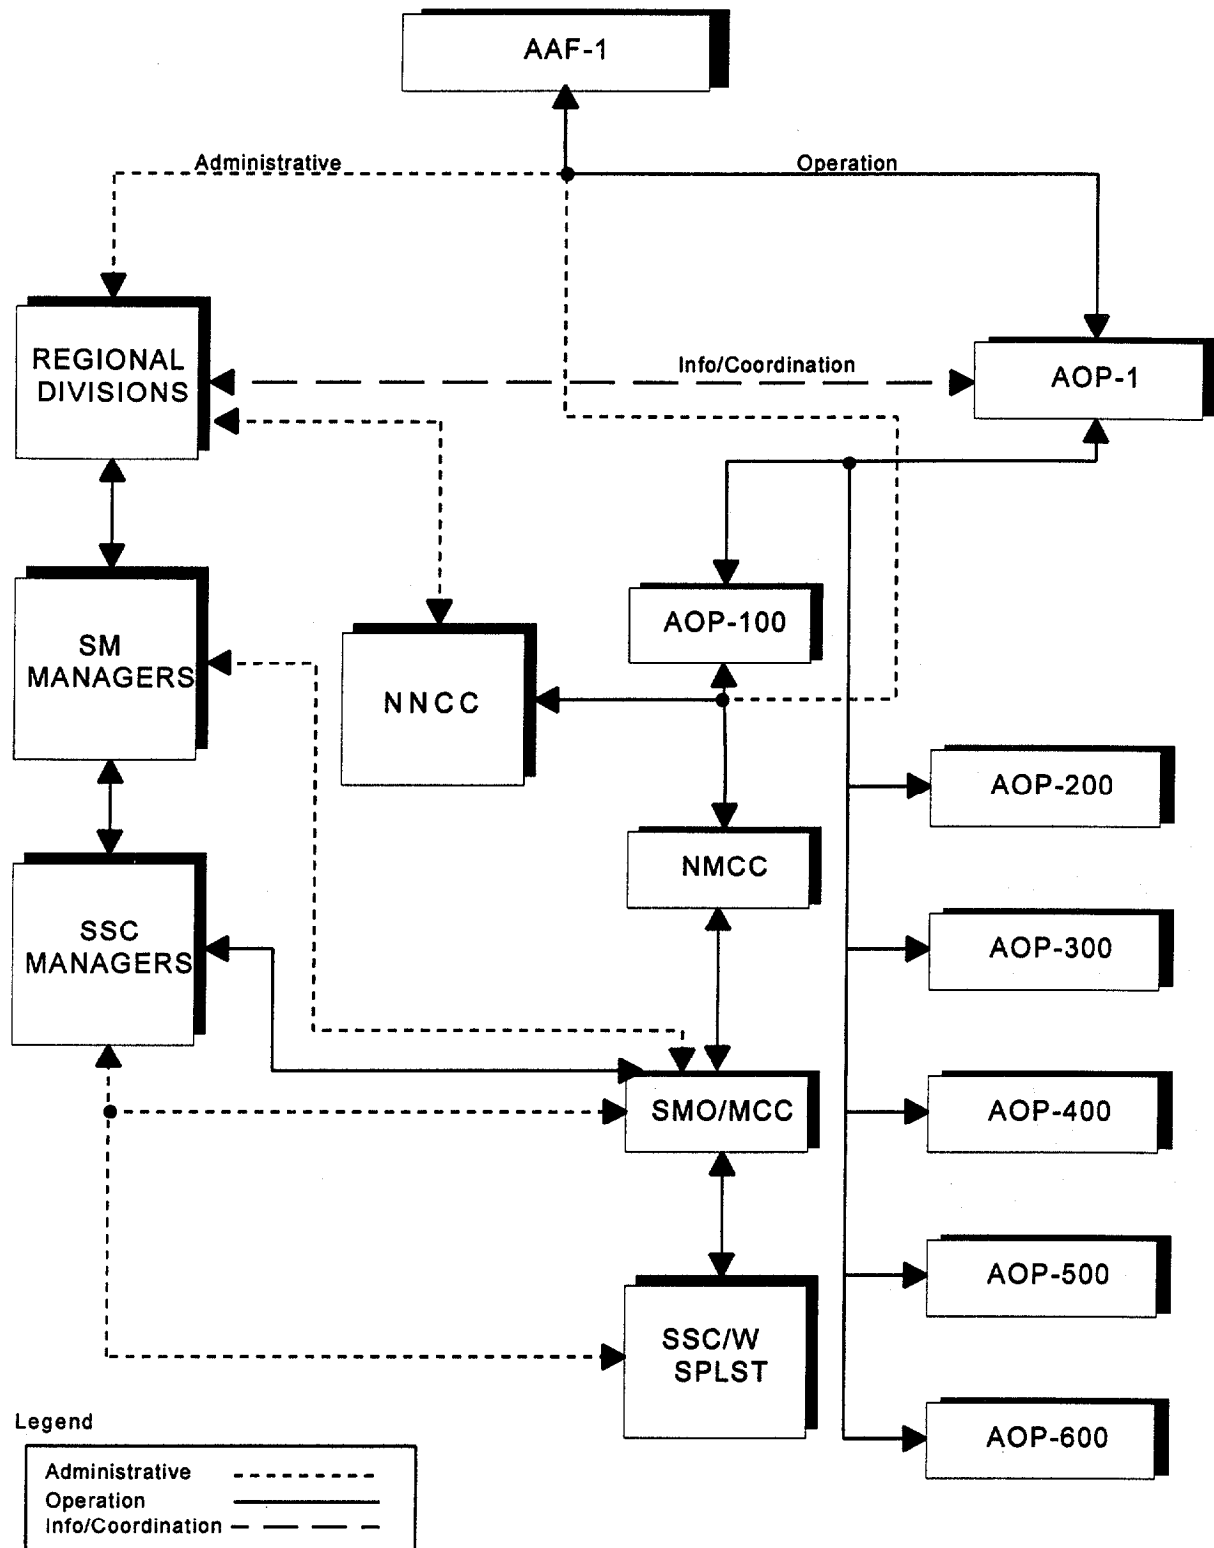 AAF-1
Administrative
Operation
REGIONAL
DIVISIONS
Info/Coordination
AOP-1
AOP-100
SM
MANAGERS
NNCC
AOP-200
NMCC
SSC
MANAGERS
AOP-300
SMO/MCC
AOP-400
AOP-500
SSC/W
SPLST
AOP-600
Legend
Administrative
Operation
Info/Coordination